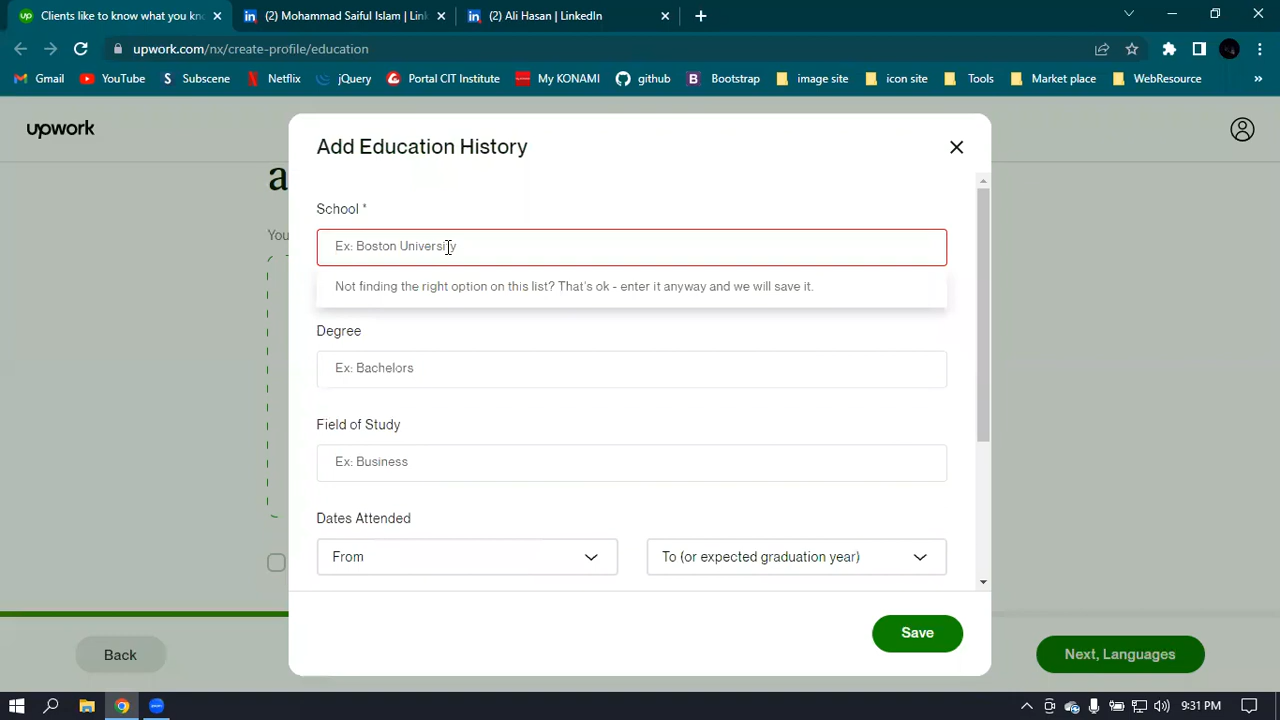 Clients like to know what you kn
(2) Mohammad Saiful Islam | Link
(2) Ali Hasan | LinkedIn
upwork.com/nx/create-profile/education
Gmail
YouTube
Subscene
Netflix
jQuery
Portal CIT Institute
My KONAMI
github
Bootstrap
image site
icon site
Tools
Market place
WebResource
»
upwork
a
You
Add Education History
School *
Ex: Boston University
Not finding the right option on this list? That's ok - enter it anyway and we will save it.
Degree
Ex: Bachelors
Field of Study
Ex: Business
Dates Attended
From
To (or expected graduation year)
Save
Back
Next, Languages
9:31 PM